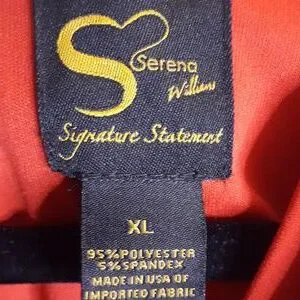 Serena
Williams
Signature Statement
XL
95% POLYESTER
5% SPANDEX
MADE IN USA OF
IMPORTED FABRIC